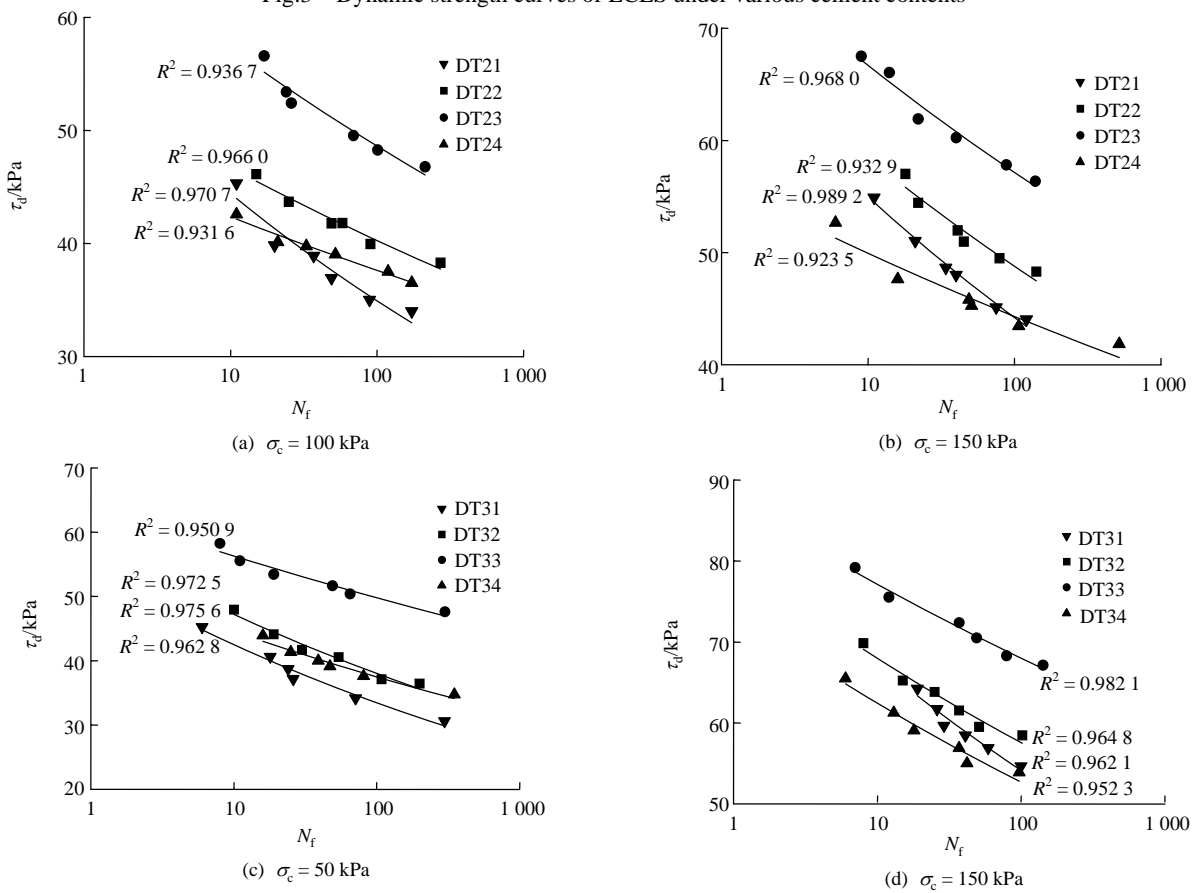 Fig.5 Dynamic strength curves of LCES under various cement contents
60
50
40
30
τd/kPa
1 10 100 1 000
Nf
R² = 0.936 7
R² = 0.966 0
R² = 0.970 7
R² = 0.931 6
DT21
DT22
DT23
DT24
(a) σc = 100 kPa
70
60
50
40
τd/kPa
1 10 100 1 000
Nf
R² = 0.968 0
R² = 0.932 9
R² = 0.989 2
R² = 0.923 5
DT21
DT22
DT23
DT24
(b) σc = 150 kPa
70
60
50
40
30
20
τd/kPa
1 10 100 1 000
Nf
R² = 0.950 9
R² = 0.972 5
R² = 0.975 6
R² = 0.962 8
DT31
DT32
DT33
DT34
(c) σc = 50 kPa
90
80
70
60
50
τd/kPa
1 10 100 1 000
Nf
DT31
DT32
DT33
DT34
R² = 0.982 1
R² = 0.964 8
R² = 0.962 1
R² = 0.952 3
(d) σc = 150 kPa